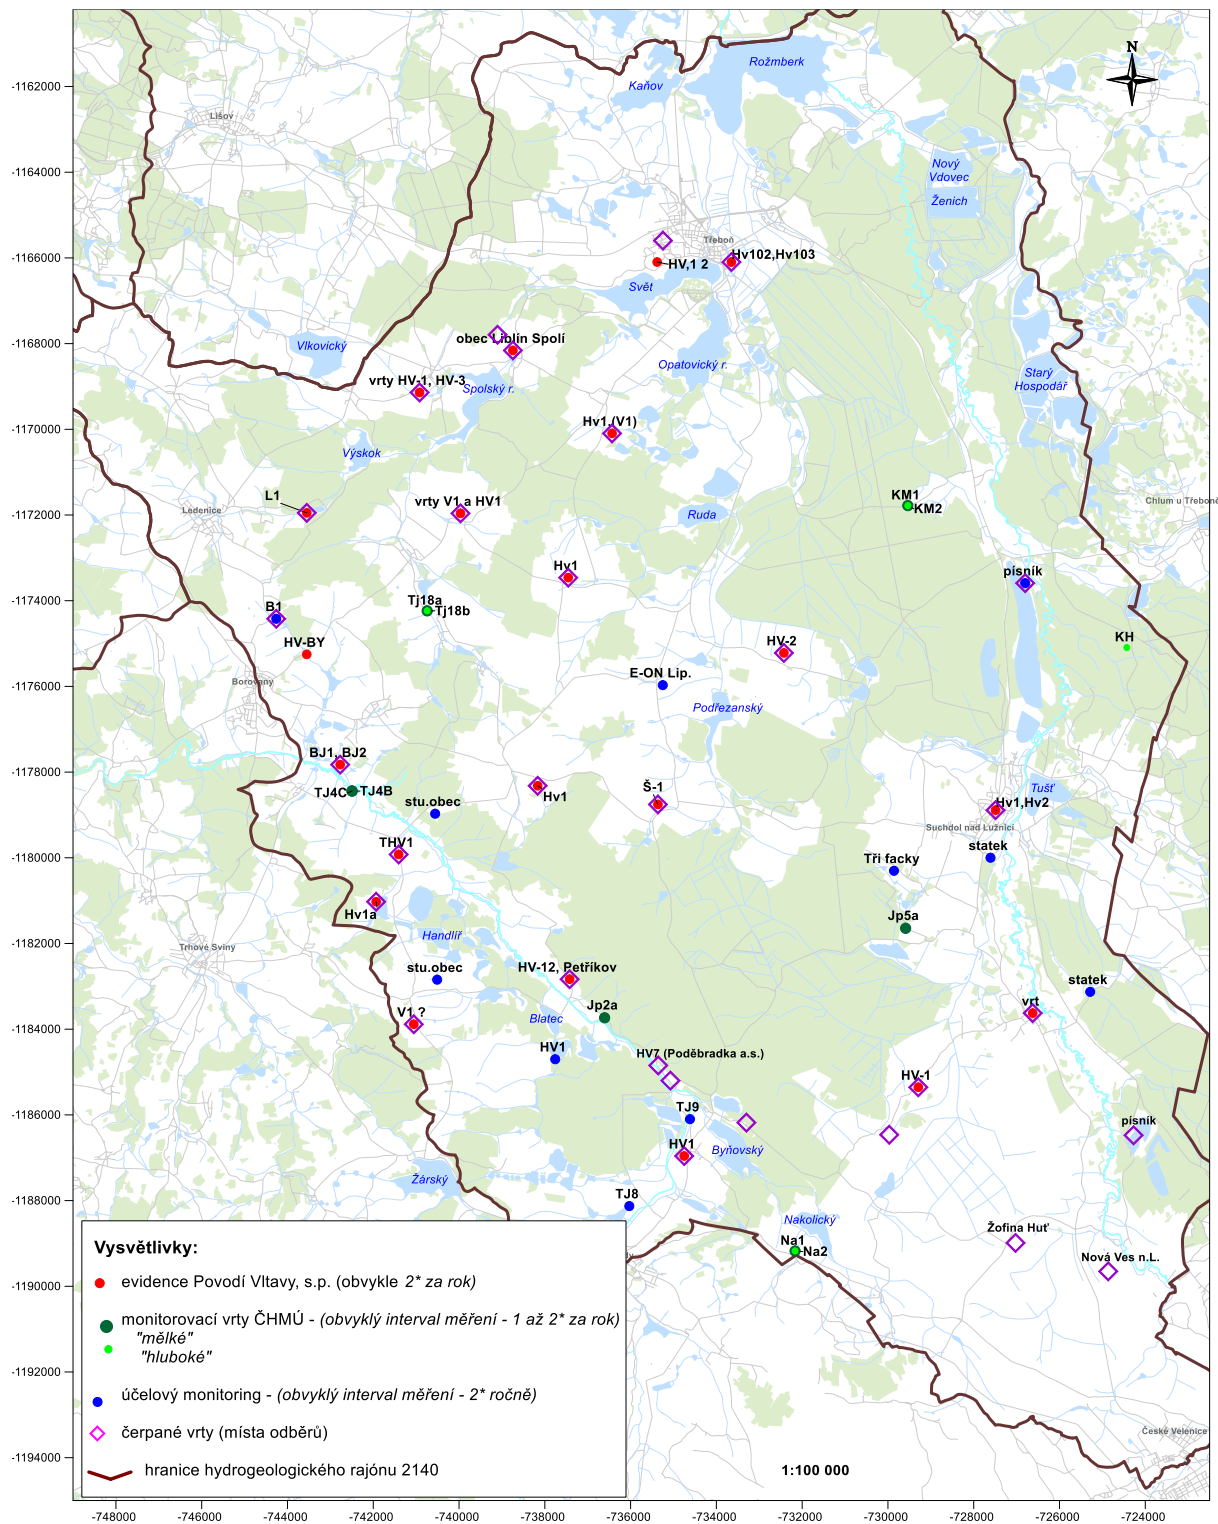 N
Rožmberk
Kaňov
-1162000
Lišov
Nový
Vdovec
-1164000
Ženich
Třeboň
Hv102,Hv103
-1166000
HV,1 2
Svět
obec Liblín Spolí
-1168000
Vlkovický
Opatovický r.
Starý
Hospodář
vrty HV-1, HV-3
Spolský r.
Hv1,(V1)
-1170000
Výskok
L1
KM1
vrty V1 a HV1
Chlum u Třeboně
Ledenice
KM2
Ruda
-1172000
Hv1
písník
-1174000
Tj18a
B1
Tj18b
KH
HV-BY
HV-2
E-ON Lip.
Borovany
-1176000
Podřezanský
BJ1, BJ2
-1178000
Š-1
Tušť
TJ4C
TJ4B
Hv1
stu.obec
Hv1,Hv2
Suchdol nad Lužnicí
THV1
statek
-1180000
Tři facky
Hv1a
Jp5a
Handlíř
-1182000
Trhové Sviny
stu.obec
HV-12, Petříkov
statek
Jp2a
vrt
V1,?
Blatec
-1184000
HV1
HV7 (Poděbradka a.s.)
HV-1
TJ9
-1186000
písník
HV1
Byňovský
Žárský
TJ8
-1188000
Nakolický
Žofina Huť
Na1
Na2
Nová Ves n.L.
-1190000
-1192000
České Velenice
-1194000
Vysvětlivky:
evidence Povodí Vltavy, s.p. (obvykle 2* za rok)
monitorovací vrty ČHMÚ - (obvyklý interval měření - 1 až 2* za rok)
"mělké"
"hluboké"
účelový monitoring - (obvyklý interval měření - 2* ročně)
čerpané vrty (místa odběrů)
hranice hydrogeologického rajónu 2140
1:100 000
-748000 -746000 -744000 -742000 -740000 -738000 -736000 -734000 -732000 -730000 -728000 -726000 -724000